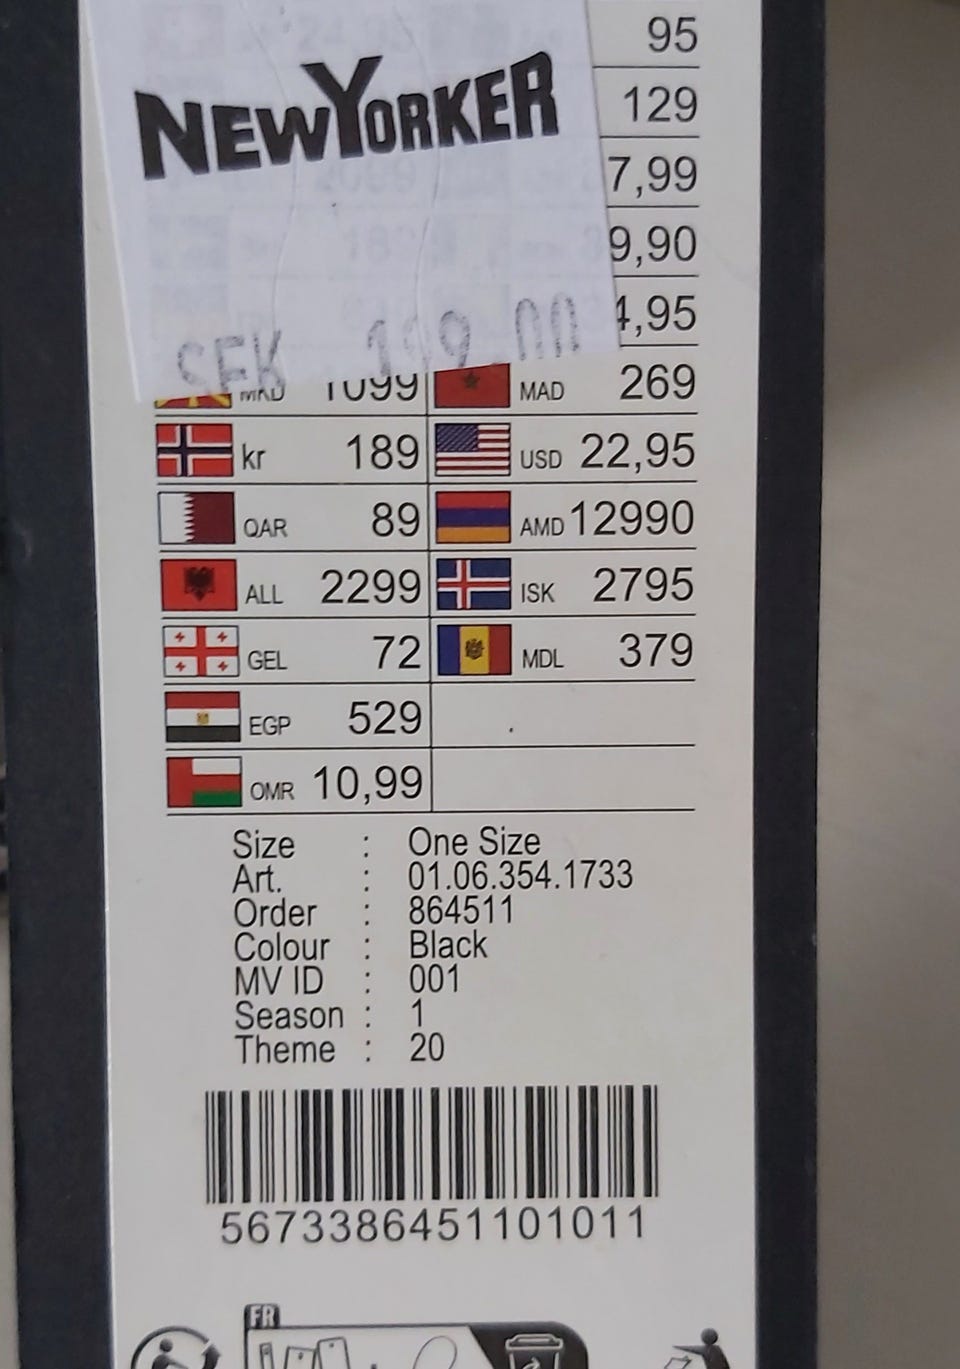 NEWYORKER
95
129
7,99
9,90
4,95
SEK 199.00
MKD 1099 MAD 269
kr 189 USD 22,95
QAR 89 AMD 12990
ALL 2299 ISK 2795
GEL 72 MDL 379
EGP 529
OMR 10,99
Size : One Size
Art. : 01.06.354.1733
Order : 864511
Colour : Black
MV ID : 001
Season : 1
Theme : 20
5673386451101011
FR